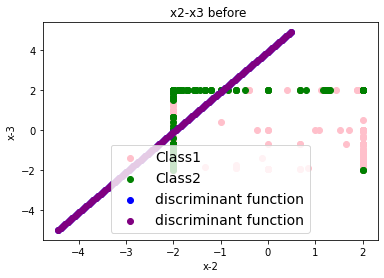 x2-x3 before
x-3
4
2
0
−2
−4
Class1
Class2
discriminant function
discriminant function
−4
−3
−2
−1
0
1
2
x-2